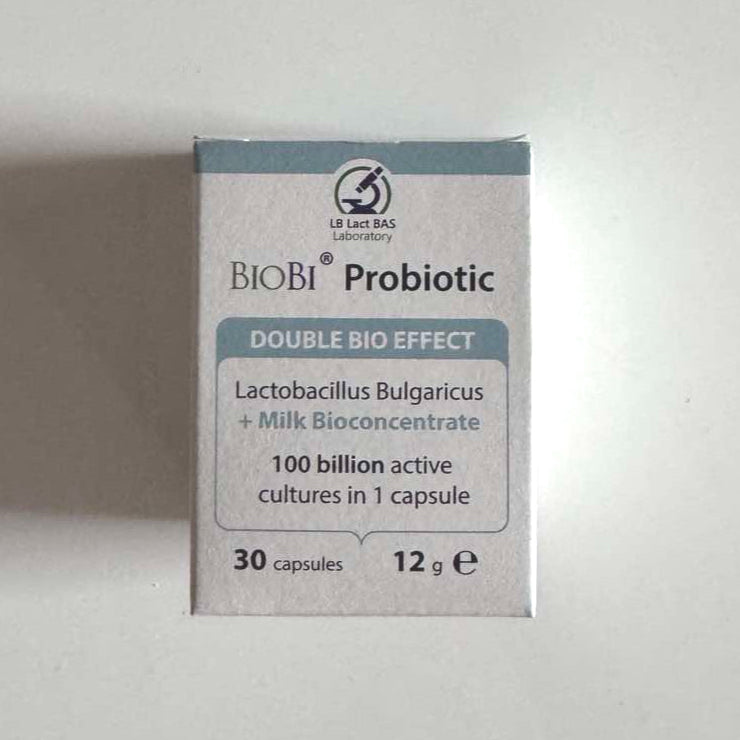 LB Lact BAS
Laboratory
BIOBI® Probiotic
DOUBLE BIO EFFECT
Lactobacillus Bulgaricus
+ Milk Bioconcentrate
100 billion active
cultures in 1 capsule
30 capsules 12 g ℮